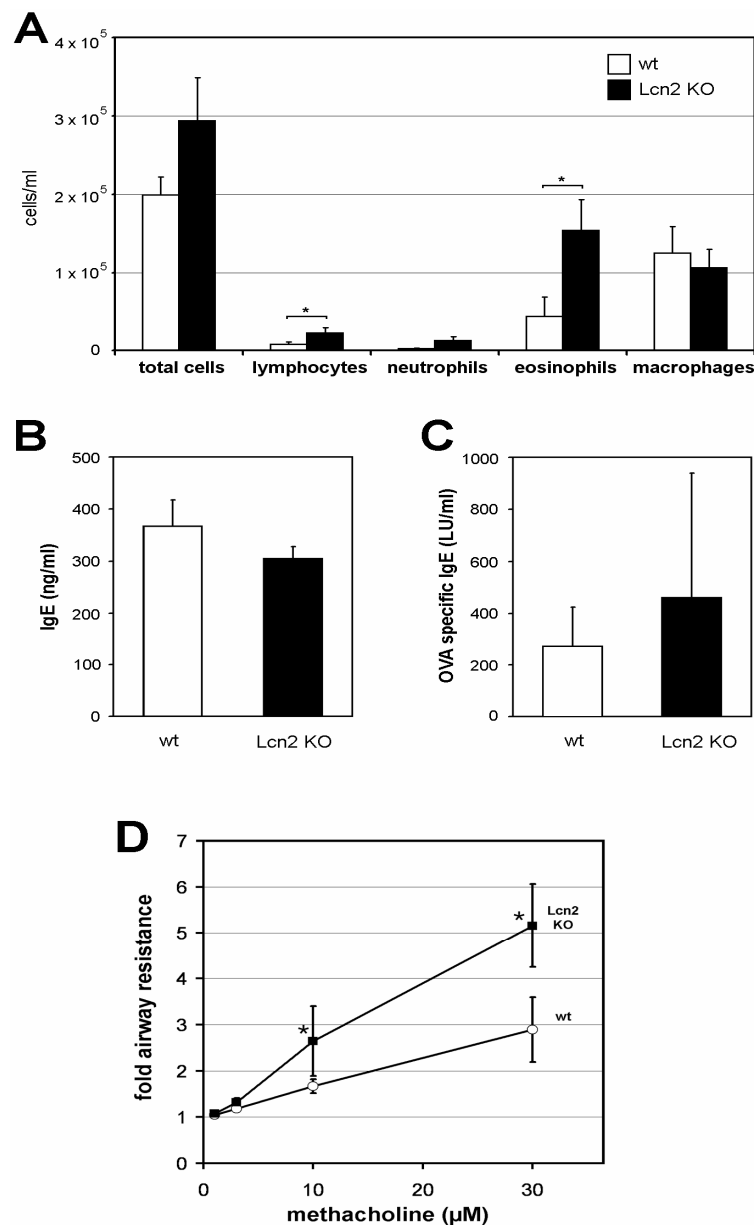 A
4 x 10⁵
3 x 10⁵
2 x 10⁵
1 x 10⁵
0
cells/ml
wt
Lcn2 KO
*
*
total cells
lymphocytes
neutrophils
eosinophils
macrophages
B
500
400
300
300
100
0
IgE (ng/ml)
wt
Lcn2 KO
C
1000
800
600
400
200
0
OVA specific IgE (LU/ml)
wt
Lcn2 KO
D
7
6
5
4
3
2
1
0
fold airway resistance
*
*
Lcn2
KO
wt
0
10
20
30
methacholine (µM)